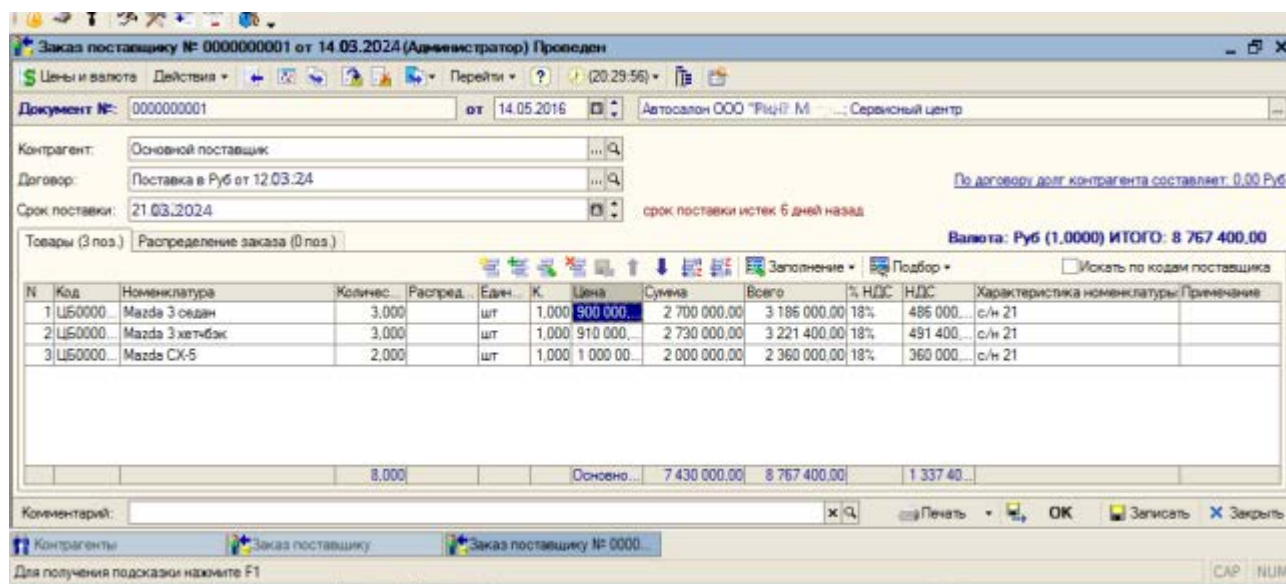 Заказ поставщику № 0000000001 от 14.03.2024 (Администратор) Проведен
Цены и валюта Действия Перейти ? (20:29:56)
Документ №: 0000000001 от 14.05.2016 Автосалон ООО " ; Сервисный центр
Контрагент: Основной поставщик
Договор: Поставка в Руб от 12.03.24 По договору долг контрагента составляет: 0,00 Руб
Срок поставки: 21.03.2024 срок поставки истек 6 дней назад
Товары (3 поз.) Распределение заказа (0 поз.) Валюта: Руб (1,0000) ИТОГО: 8 767 400,00
Заполнение Подбор Искать по кодам поставщика
N Код Номенклатура Количес... Распред... Един... К. Цена Сумма Всего % НДС НДС Характеристика номенклатуры Примечание
1 ЦБ0000... Mazda 3 седан 3,000 шт 1,000 900 000,... 2 700 000,00 3 186 000,00 18% 486 000,... с/н 21
2 ЦБ0000... Mazda 3 хетчбэк 3,000 шт 1,000 910 000,... 2 730 000,00 3 221 400,00 18% 491 400,... с/н 21
3 ЦБ0000... Mazda CX-5 2,000 шт 1,000 1 000 00... 2 000 000,00 2 360 000,00 18% 360 000,... с/н 21
8,000 Основно... 7 430 000,00 8 767 400,00 1 337 40...
Комментарий: Печать OK Записать Закрыть
Контрагенты Заказ поставщику Заказ поставщику № 0000...
Для получения подсказки нажмите F1 CAP NUM